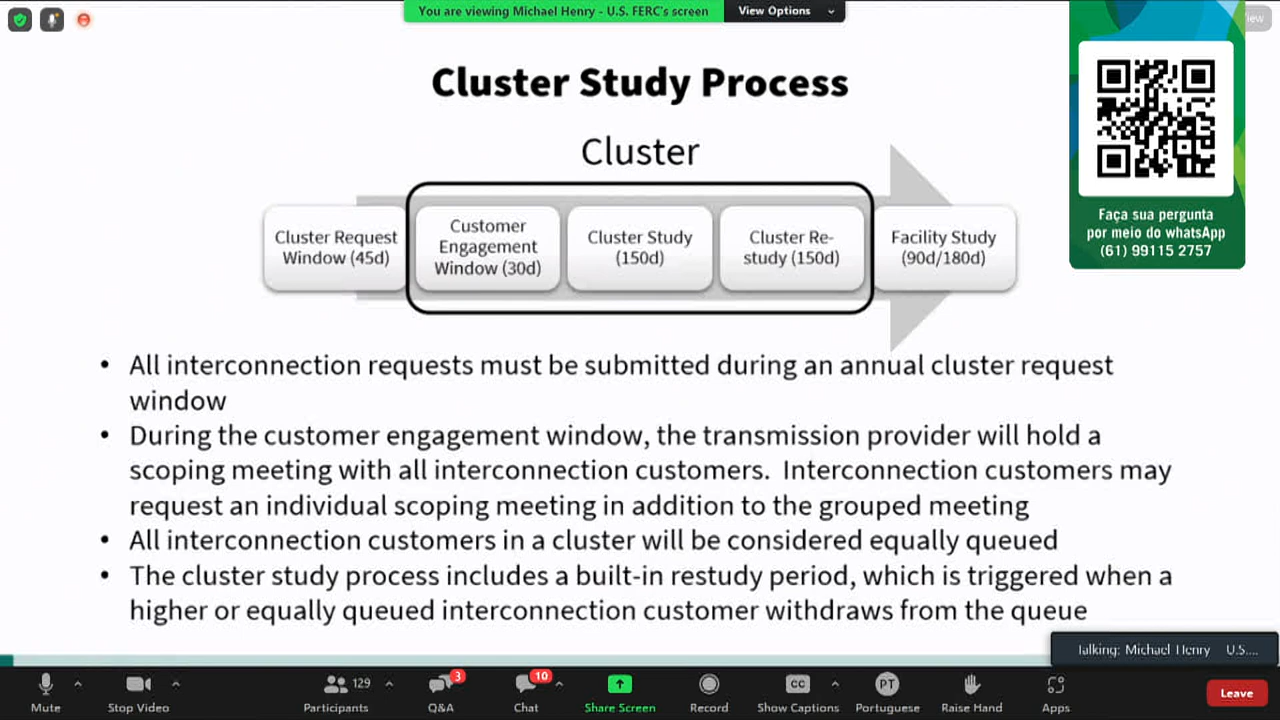 You are viewing Michael Henry - U.S. FERC's screen
View Options
Cluster Study Process
Cluster
Cluster Request
Window (45d)
Customer
Engagement
Window (30d)
Cluster Study
(150d)
Cluster Re-
study (150d)
Facility Study
(90d/180d)
Faça sua pergunta
por meio do whatsApp
(61) 99115 2757
• All interconnection requests must be submitted during an annual cluster request
window
• During the customer engagement window, the transmission provider will hold a
scoping meeting with all interconnection customers. Interconnection customers may
request an individual scoping meeting in addition to the grouped meeting
• All interconnection customers in a cluster will be considered equally queued
• The cluster study process includes a built-in restudy period, which is triggered when a
higher or equally queued interconnection customer withdraws from the queue
Talking: Michael Henry U.S....
129
3
10
CC
PT
Mute
Stop Video
Participants
Q&A
Chat
Share Screen
Record
Show Captions
Portuguese
Raise Hand
Apps
Leave